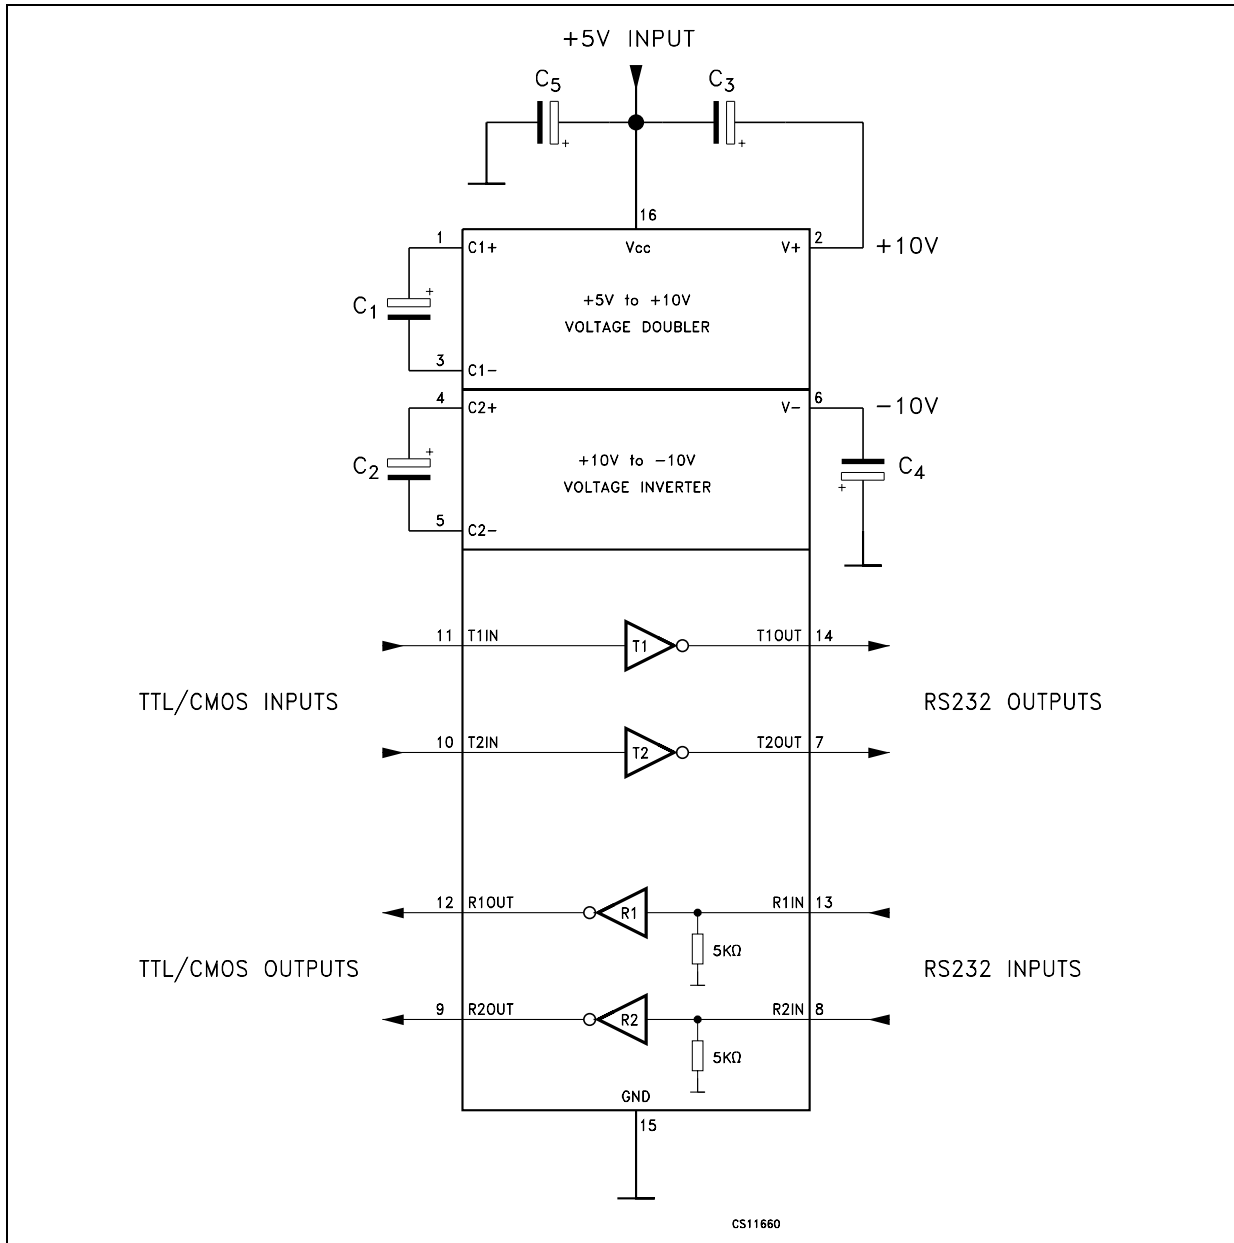 +5V INPUT
C5
C3
+
+
16
1
C1+
Vcc
V+
2
+10V
+
C1
+5V to +10V
VOLTAGE DOUBLER
3
C1-
4
C2+
V-
6
-10V
+
C2
+10V to -10V
VOLTAGE INVERTER
C4
+
5
C2-
11
T1IN
T1
T1OUT
14
TTL/CMOS INPUTS
RS232 OUTPUTS
10
T2IN
T2
T2OUT
7
12
R1OUT
R1
R1IN
13
5KΩ
TTL/CMOS OUTPUTS
RS232 INPUTS
9
R2OUT
R2
R2IN
8
5KΩ
GND
15
CS11660